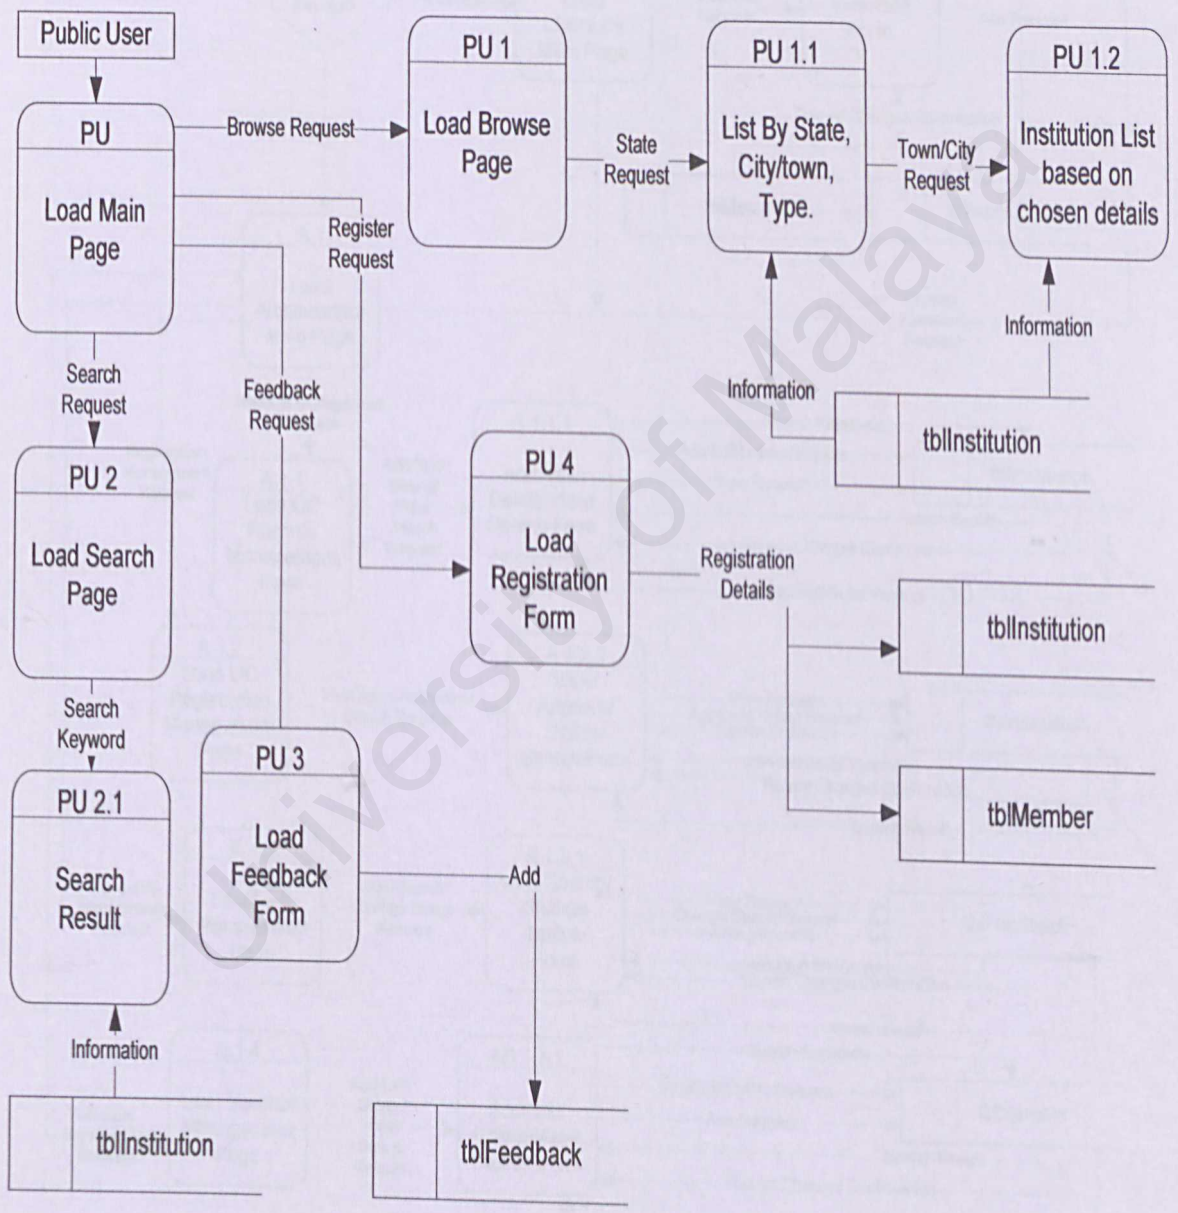 Public User
PU
Load Main
Page
Browse Request
PU 1
Load Browse
Page
State
Request
PU 1.1
List By State,
City/town,
Type.
Town/City
Request
PU 1.2
Institution List
based on
chosen details
Register
Request
Search
Request
Feedback
Request
Information
Information
tblInstitution
PU 2
Load Search
Page
PU 4
Load
Registration
Form
Registration
Details
tblInstitution
tblMember
Search
Keyword
PU 2.1
Search
Result
PU 3
Load
Feedback
Form
Add
Information
tblInstitution
tblFeedback
University of Malaya